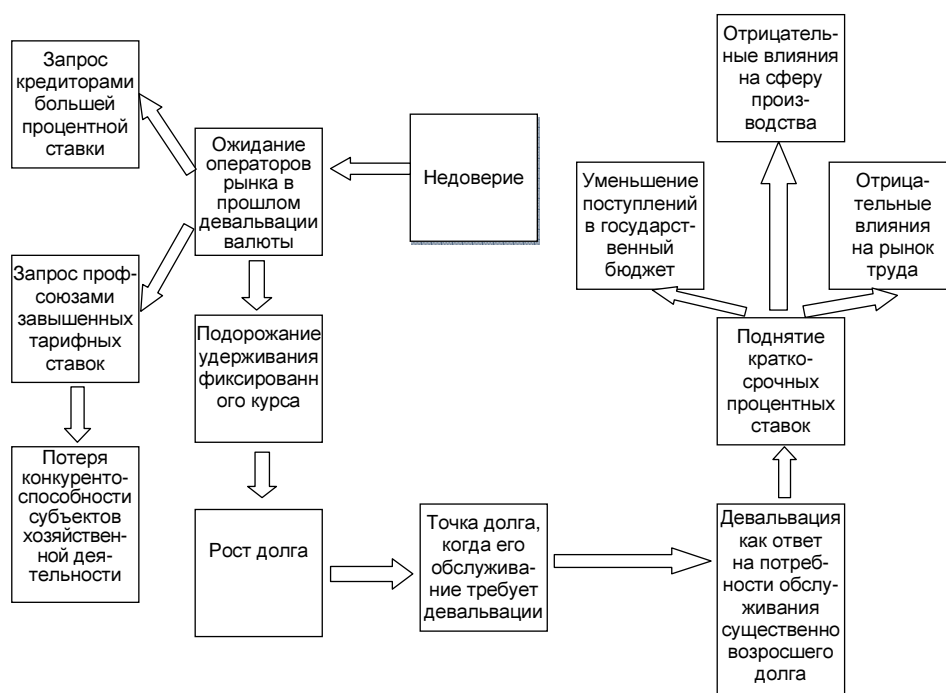 Запрос
кредиторами
большей
процентной
ставки
Ожидание
операторов
рынка в
прошлом
девальвации
валюты
Недоверие
Отрицатель-
ные влияния
на сферу
произ-
водства
Уменьшение
поступлений
в государст-
венный
бюджет
Отрица-
тельные
влияния
на рынок
труда
Запрос проф-
союзами
завышенных
тарифных
ставок
Подорожание
удерживания
фиксированн
ого курса
Поднятие
кратко-
срочных
процентных
ставок
Потеря
конкуренто-
способности
субъектов
хозяйствен-
ной дея-
тельности
Рост долга
Точка долга,
когда его
обслужива-
ние требует
девальвации
Девальвация
как ответ
на потреб-
ности обслу-
живания
существенно
возросшего
долга